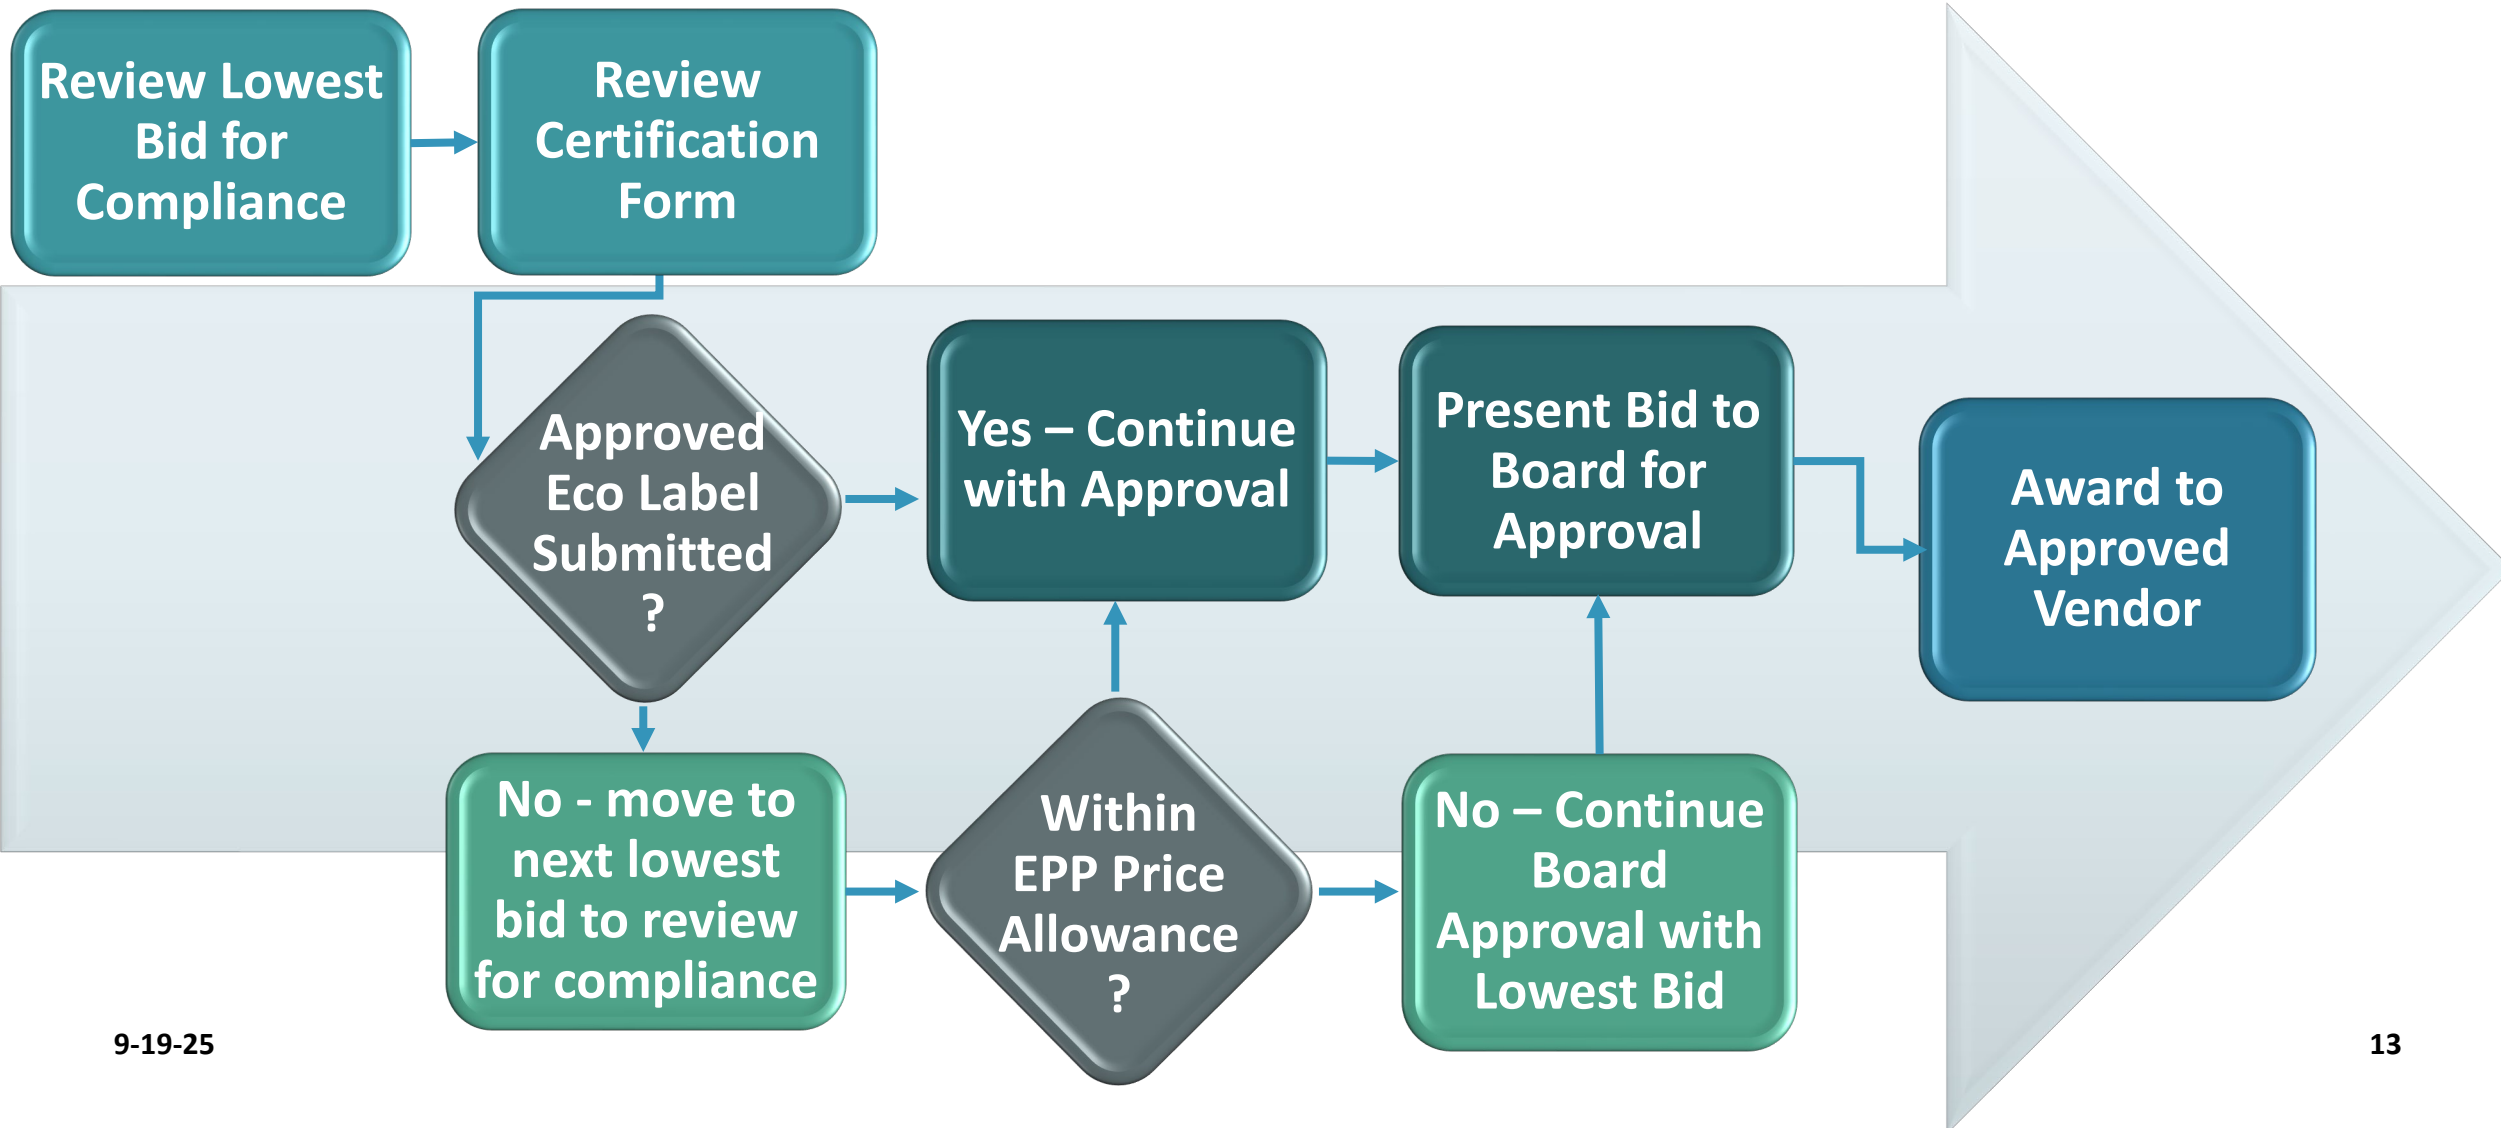 Review Lowest
Bid for
Compliance
Review
Certification
Form
Approved
Eco Label
Submitted
?
Yes – Continue
with Approval
Present Bid to
Board for
Approval
Award to
Approved
Vendor
No - move to
next lowest
bid to review
for compliance
Within
EPP Price
Allowance
?
No – Continue
Board
Approval with
Lowest Bid
9-19-25
13